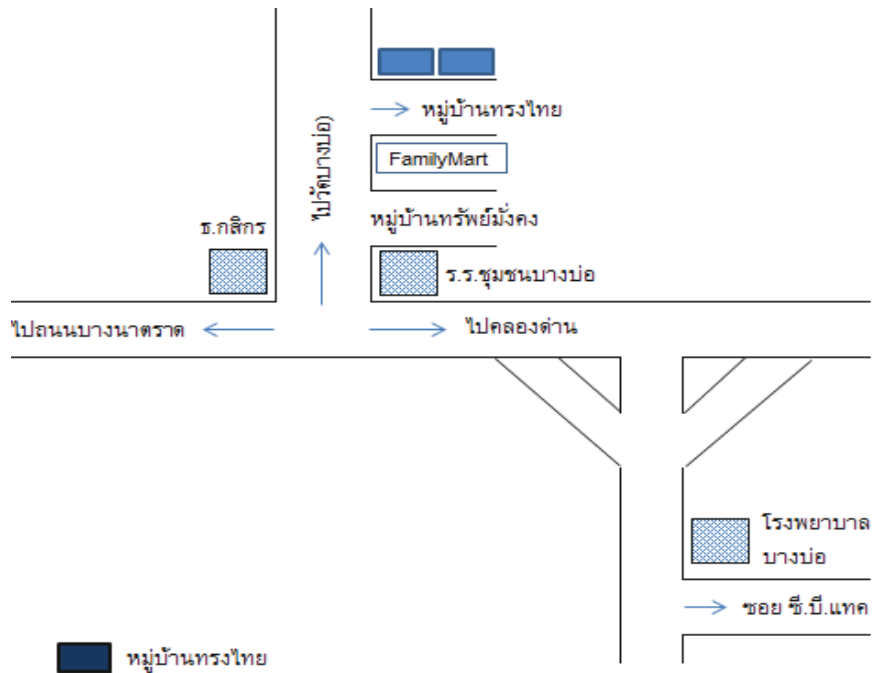 หมู่บ้านทรงไทย
FamilyMart
ไปวัดบางบ่อ)
หมู่บ้านทรัพย์มั่งคง
ธ.กสิกร
ร.ร.ชุมชนบางบ่อ
ไปถนนบางนาตราด
ไปคลองด่าน
โรงพยาบาล
บางบ่อ
ซอย ซี.บี.แทค
หมู่บ้านทรงไทย